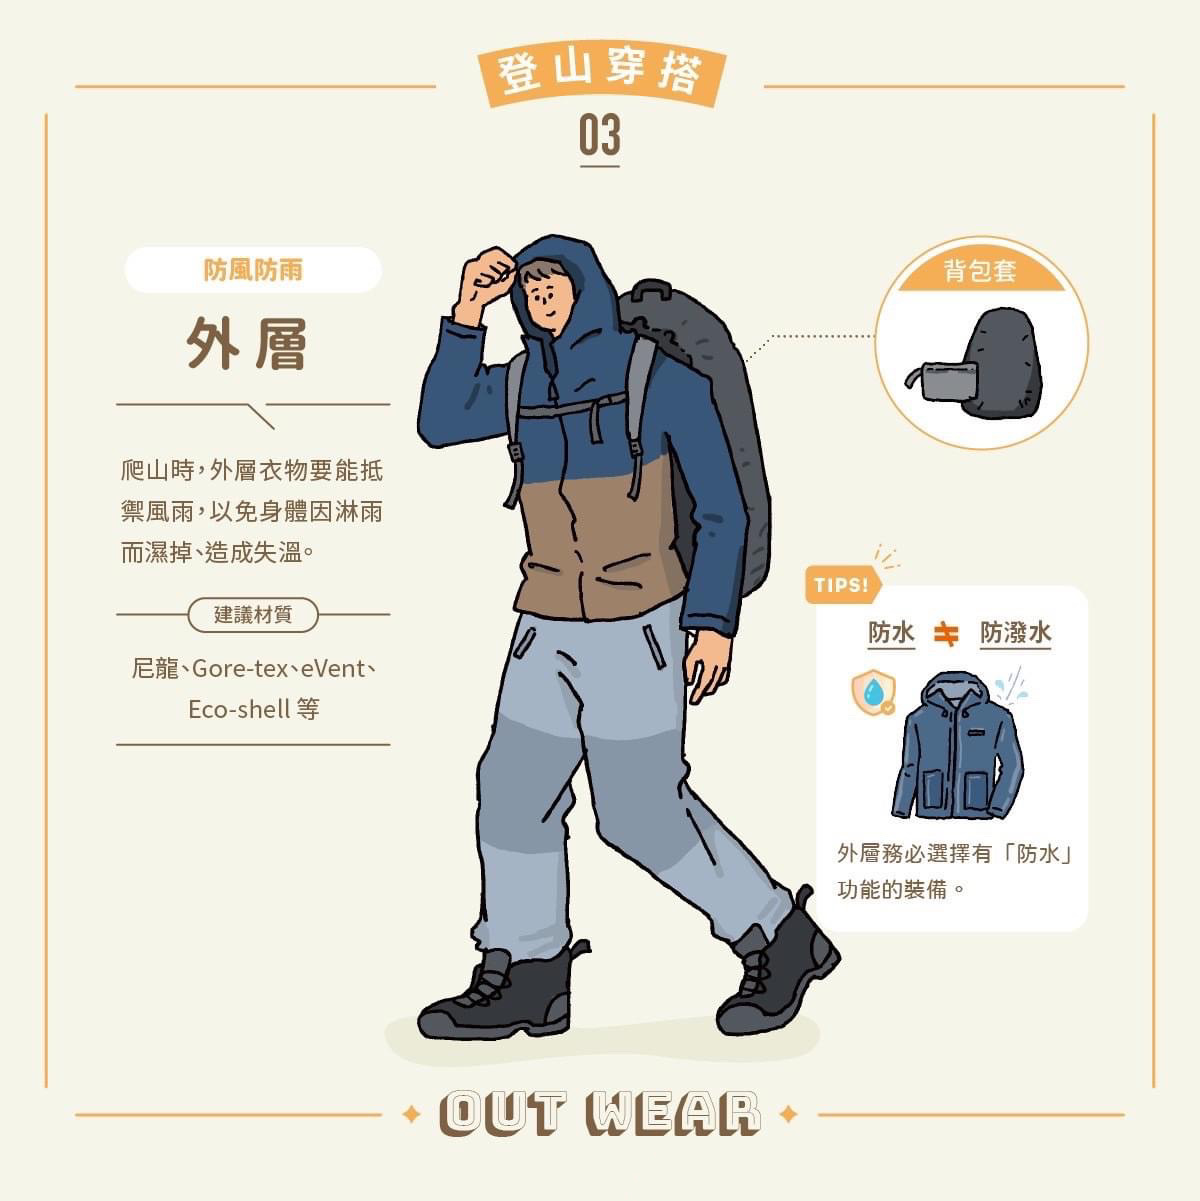 登山穿搭
03
防風防雨
外層
爬山時，外層衣物要能抵
禦風雨，以免身體因淋雨
而濕掉、造成失溫。
建議材質
尼龍、Gore-tex、eVent、
Eco-shell 等
背包套
TIPS!
防水 ≠ 防潑水
外層務必選擇有「防水」
功能的裝備。
OUT WEAR